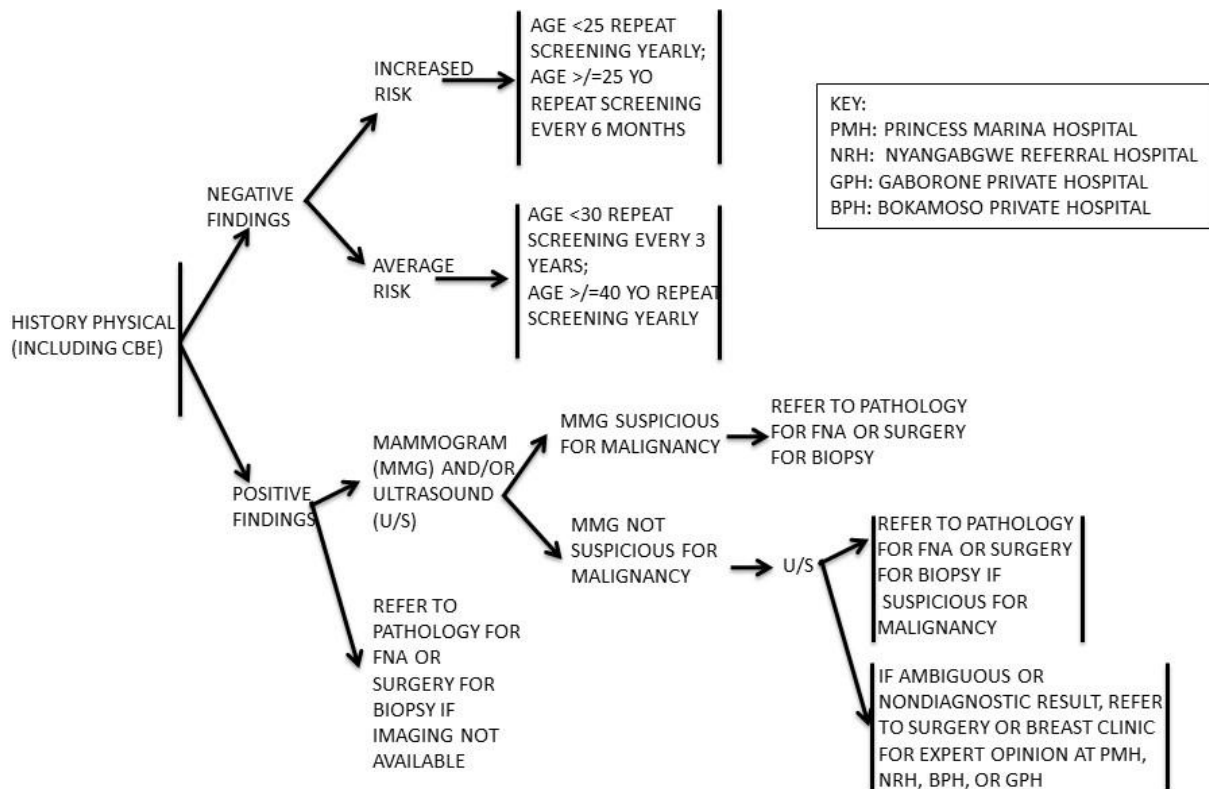 HISTORY PHYSICAL
(INCLUDING CBE)
NEGATIVE
FINDINGS
INCREASED
RISK
AGE <25 REPEAT
SCREENING YEARLY;
AGE >/=25 YO
REPEAT SCREENING
EVERY 6 MONTHS
AVERAGE
RISK
AGE <30 REPEAT
SCREENING EVERY 3
YEARS;
AGE >/=40 YO REPEAT
SCREENING YEARLY
KEY:
PMH: PRINCESS MARINA HOSPITAL
NRH: NYANGABGWE REFERRAL HOSPITAL
GPH: GABORONE PRIVATE HOSPITAL
BPH: BOKAMOSO PRIVATE HOSPITAL
POSITIVE
FINDINGS
MAMMOGRAM
(MMG) AND/OR
ULTRASOUND
(U/S)
MMG SUSPICIOUS
FOR MALIGNANCY
REFER TO PATHOLOGY
FOR FNA OR SURGERY
FOR BIOPSY
MMG NOT
SUSPICIOUS FOR
MALIGNANCY
U/S
REFER TO PATHOLOGY
FOR FNA OR SURGERY
FOR BIOPSY IF
SUSPICIOUS FOR
MALIGNANCY
IF AMBIGUOUS OR
NONDIAGNOSTIC RESULT, REFER
TO SURGERY OR BREAST CLINIC
FOR EXPERT OPINION AT PMH,
NRH, BPH, OR GPH
REFER TO
PATHOLOGY FOR
FNA OR
SURGERY FOR
BIOPSY IF
IMAGING NOT
AVAILABLE